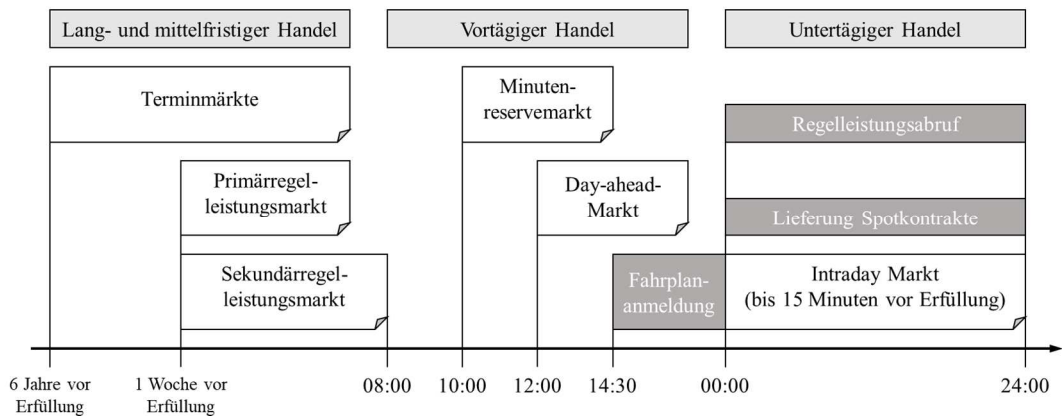 Lang- und mittelfristiger Handel
Vortägiger Handel
Untertägiger Handel
Terminmärkte
Minuten-
reservemarkt
Regelleistungsabruf
Primärregel-
leistungsmarkt
Day-ahead-
Markt
Lieferung Spotkontrakte
Sekundärregel-
leistungsmarkt
Fahrplan-
anmeldung
Intraday Markt
(bis 15 Minuten vor Erfüllung)
6 Jahre vor
Erfüllung
1 Woche vor
Erfüllung
08:00
10:00
12:00
14:30
00:00
24:00